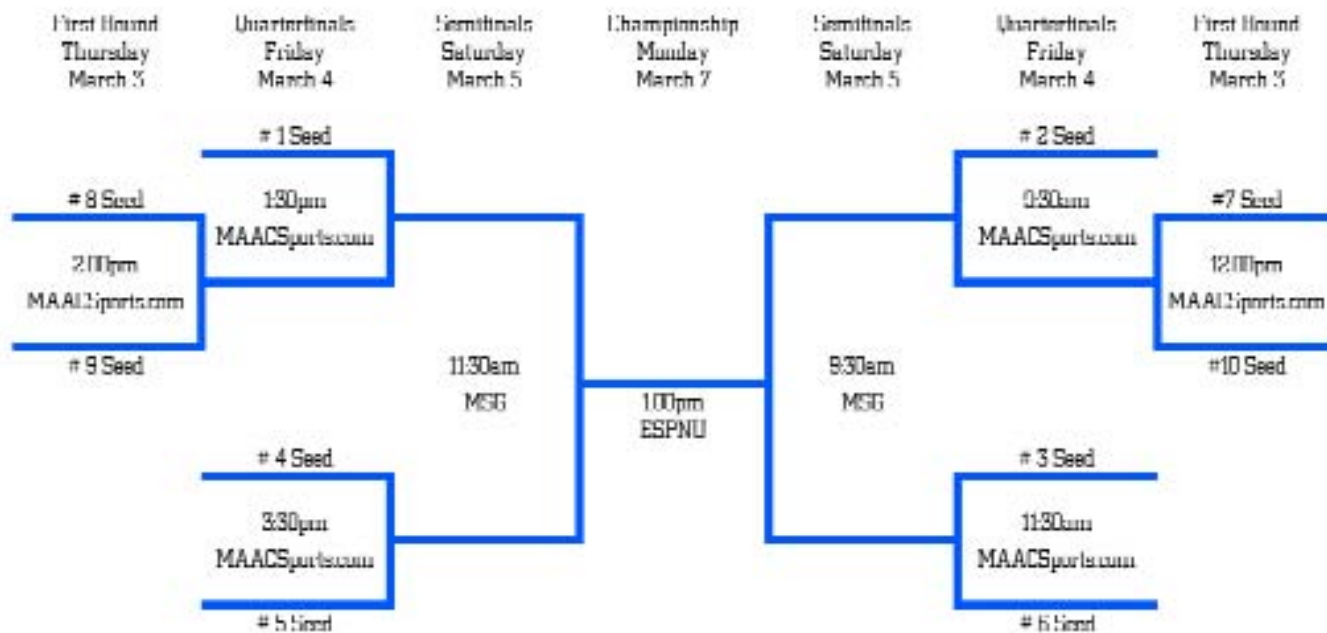 First Round Quarterfinals Semifinals Championship Semifinals Quarterfinals First Round
Thursday Friday Saturday Monday Saturday Friday Thursday
March 3 March 4 March 5 March 7 March 5 March 4 March 3
# 1 Seed # 2 Seed
# 8 Seed 1:30pm 9:30am #7 Seed
MAACSports.com MAACSports.com
2:00pm 12:00pm
MAACSports.com MAACSports.com
# 9 Seed 11:30am 9:30am #10 Seed
MSG 1:00pm MSG
ESPNU
# 4 Seed # 3 Seed
3:30pm 11:30am
MAACSports.com MAACSports.com
# 5 Seed # 6 Seed